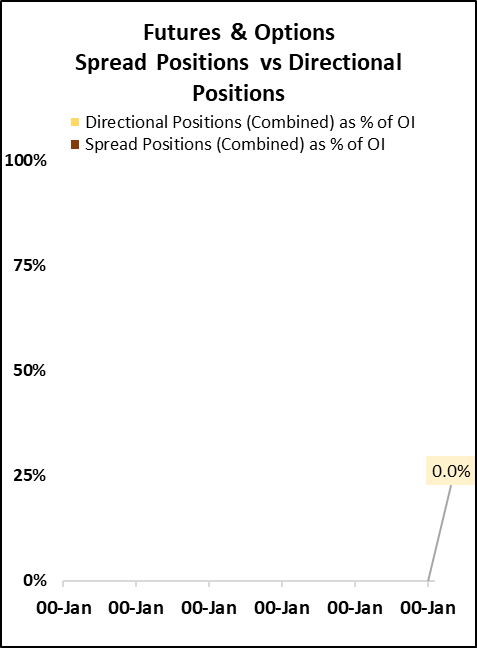 Futures & Options
Spread Positions vs Directional
Positions
Directional Positions (Combined) as % of OI
Spread Positions (Combined) as % of OI
100%
75%
50%
25%
0.0%
0%
00-Jan 00-Jan 00-Jan 00-Jan 00-Jan 00-Jan